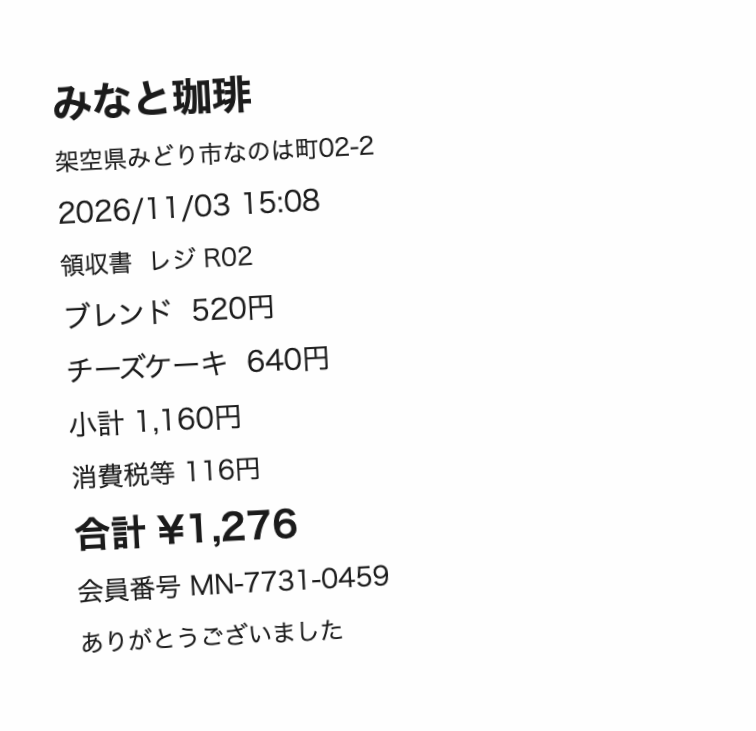 みなと珈琲
架空県みどり市なのは町02-2
2026/11/03 15:08
領収書 レジ R02
ブレンド 520円
チーズケーキ 640円
小計 1,160円
消費税等 116円
合計 ¥1,276
会員番号 MN-7731-0459
ありがとうございました